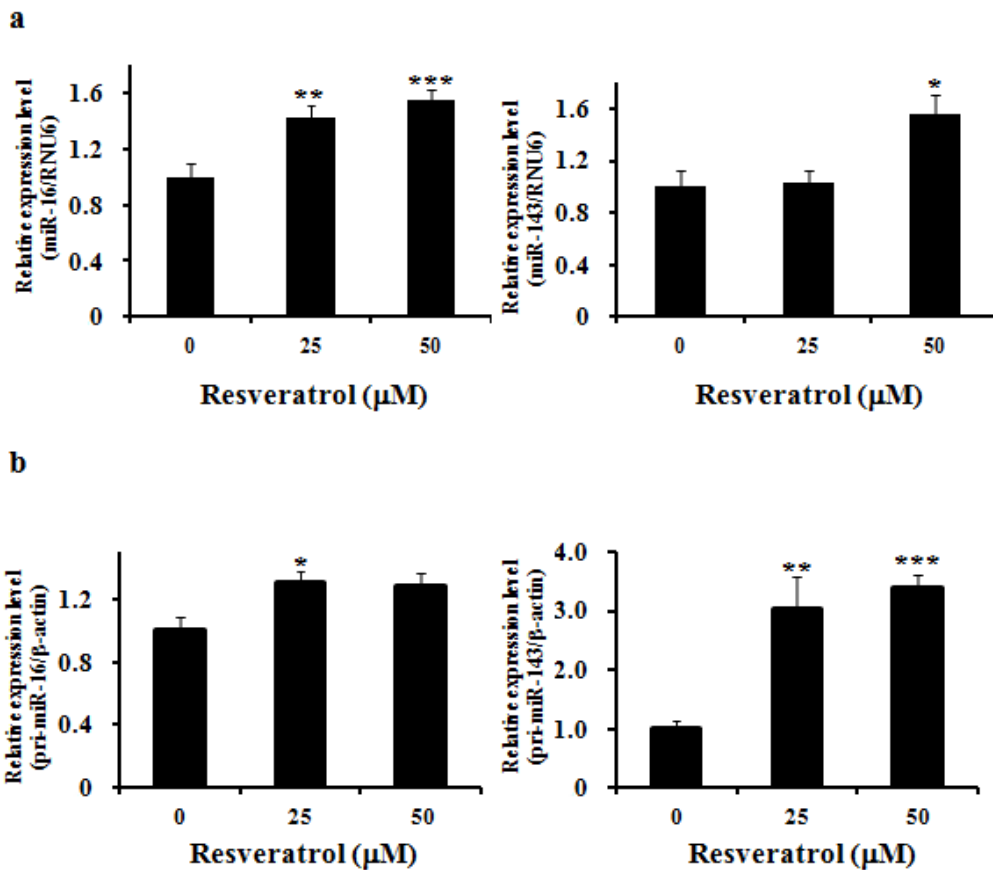 a
Relative expression level
(miR-16/RNU6)
1.6
1.2
0.8
0.4
0
**
***
0
25
50
Resveratrol (μM)
Relative expression level
(miR-143/RNU6)
1.6
1.2
0.8
0.4
0
*
0
25
50
Resveratrol (μM)
b
Relative expression level
(pri-miR-16/β-actin)
1.2
0.8
0.4
0
*
0
25
50
Resveratrol (μM)
Relative expression level
(pri-miR-143/β-actin)
4.0
3.0
2.0
1.0
0
**
***
0
25
50
Resveratrol (μM)